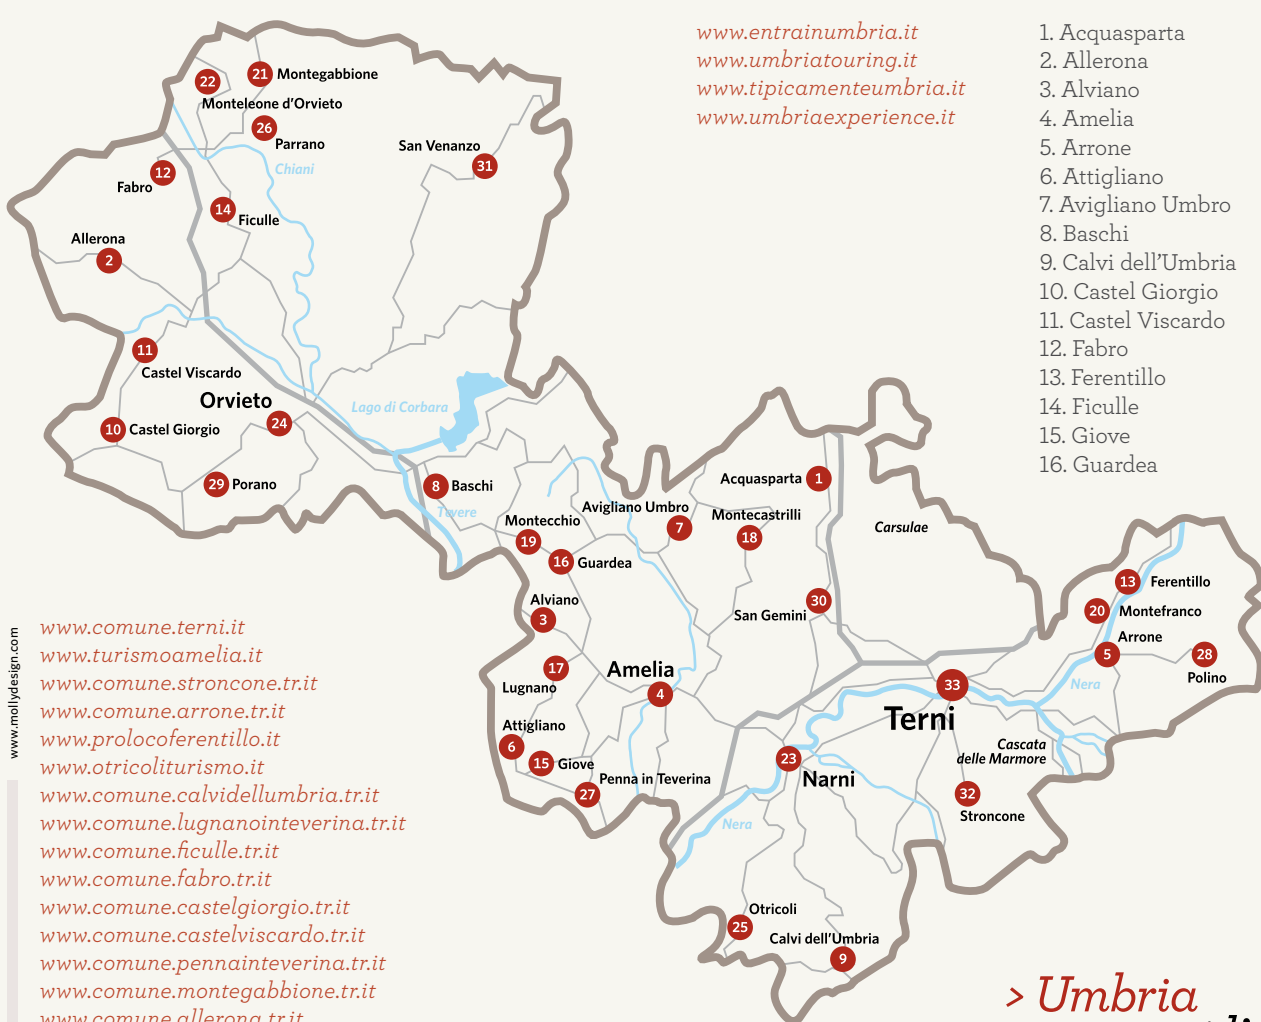 www.entrainumbria.it
www.umbriatouring.it
www.tipicamenteumbria.it
www.umbriaexperience.it
1. Acquasparta
2. Allerona
3. Alviano
4. Amelia
5. Arrone
6. Attigliano
7. Avigliano Umbro
8. Baschi
9. Calvi dell'Umbria
10. Castel Giorgio
11. Castel Viscardo
12. Fabro
13. Ferentillo
14. Ficulle
15. Giove
16. Guardea
22
21 Montegabbione
Monteleone d'Orvieto
26
Parrano
San Venanzo
31
Chiani
12
Fabro
14
Ficulle
Allerona
2
11
Castel Viscardo
Orvieto
24
Lago di Corbara
10 Castel Giorgio
29 Porano
8 Baschi
Tevere
Acquasparta 1
Avigliano Umbro
7
Montecastrilli
18
Carsulae
Montecchio
19
16 Guardea
Alviano
3
30
San Gemini
13 Ferentillo
20 Montefranco
Arrone
5
28
Polino
17
Lugnano
Amelia
4
33
Terni
Nera
Attigliano
6
15 Giove
Penna in Teverina
27
23
Narni
Cascata
delle Marmore
32
Stroncone
Nera
Otricoli
25
Calvi dell'Umbria
9
www.mollydesign.com
www.comune.terni.it
www.turismoamelia.it
www.comune.stroncone.tr.it
www.comune.arrone.tr.it
www.prolocoferentillo.it
www.otricoliturismo.it
www.comune.calvidellumbria.tr.it
www.comune.lugnanointeverina.tr.it
www.comune.ficulle.tr.it
www.comune.fabro.tr.it
www.comune.castelgiorgio.tr.it
www.comune.castelviscardo.tr.it
www.comune.pennainteverina.tr.it
www.comune.montegabbione.tr.it
www.comune.allerona.tr.it
> Umbria